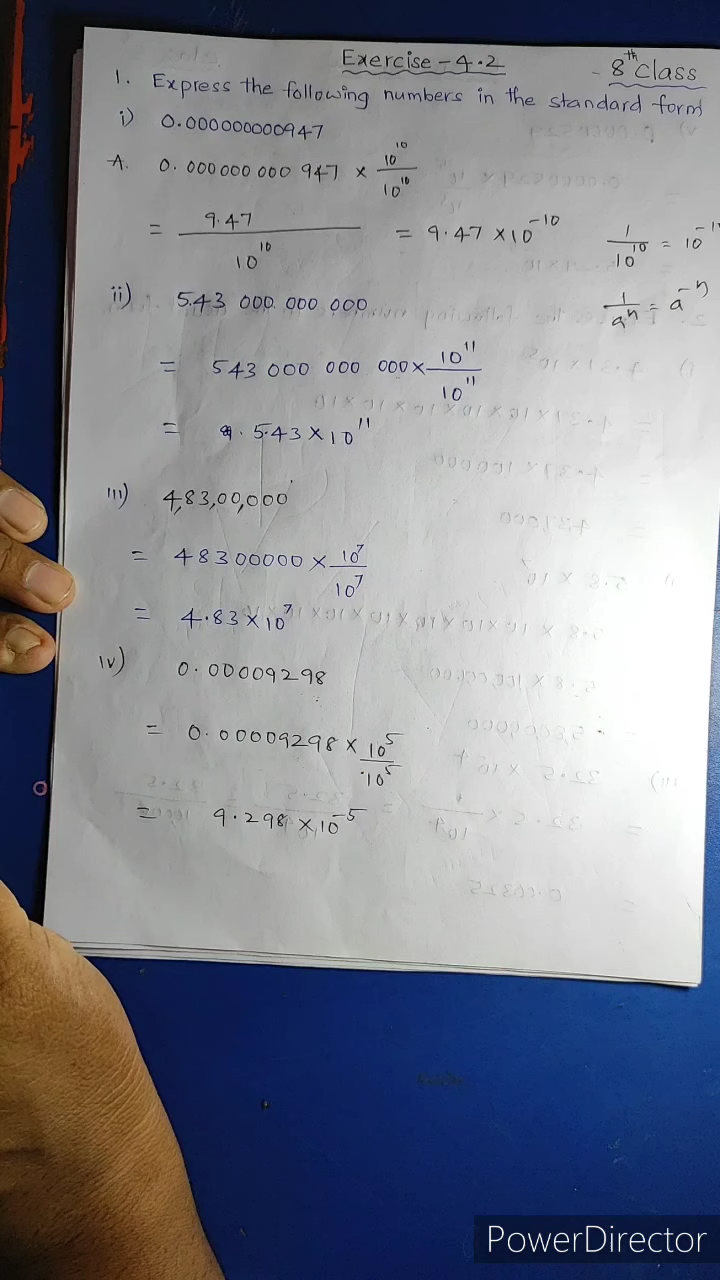 Exercise - 4.2
- 8th class
1. Express the following numbers in the standard form
i) 0.000000000947
A. 0.000 000 000 947 × 10^10/10^10
= 9.47/10^10 = 9.47 × 10^-10
1/10^10 = 10^-10
1/a^n = a^-n
ii) 543 000 000 000
= 543 000 000 000 × 10^11/10^11
= 5.43 × 10^11
iii) 4,83,00,000
= 48300000 × 10^7/10^7
= 4.83 × 10^7
iv) 0.00009298
= 0.00009298 × 10^5/10^5
= 9.298 × 10^-5
PowerDirector